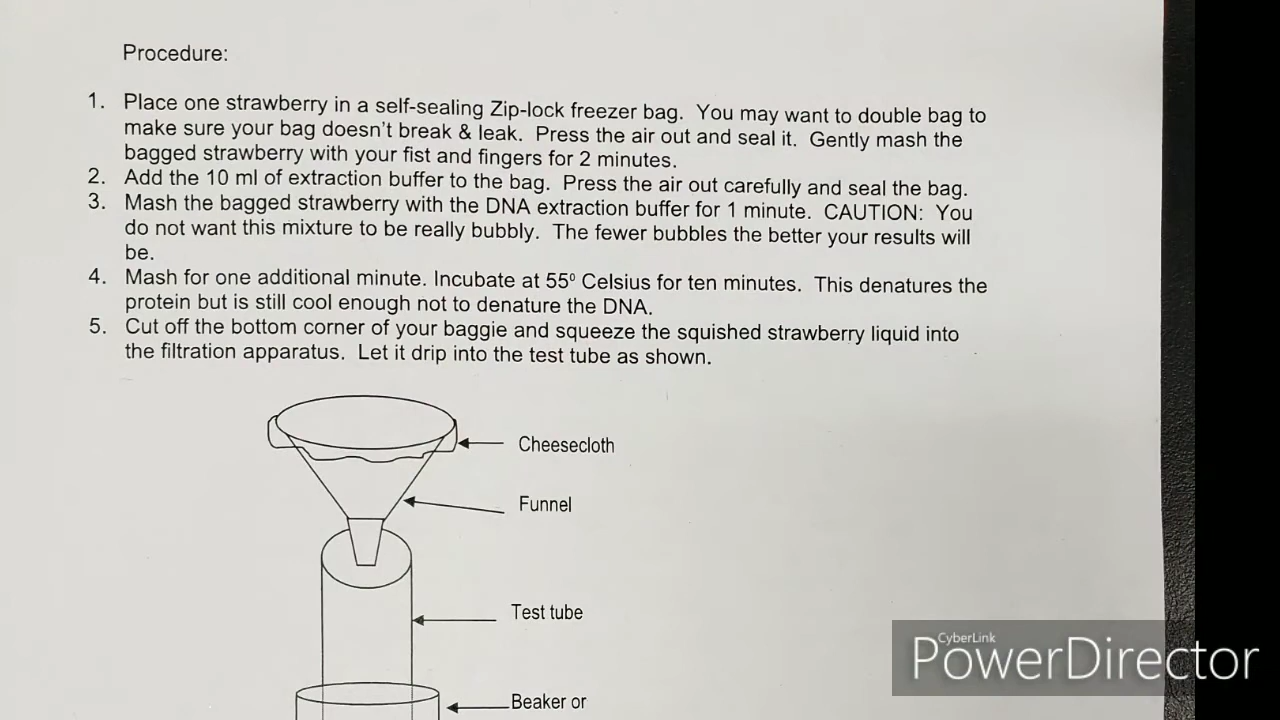 Procedure:
1. Place one strawberry in a self-sealing Zip-lock freezer bag. You may want to double bag to
make sure your bag doesn't break & leak. Press the air out and seal it. Gently mash the
bagged strawberry with your fist and fingers for 2 minutes.
2. Add the 10 ml of extraction buffer to the bag. Press the air out carefully and seal the bag.
3. Mash the bagged strawberry with the DNA extraction buffer for 1 minute. CAUTION: You
do not want this mixture to be really bubbly. The fewer bubbles the better your results will
be.
4. Mash for one additional minute. Incubate at 55⁰ Celsius for ten minutes. This denatures the
protein but is still cool enough not to denature the DNA.
5. Cut off the bottom corner of your baggie and squeeze the squished strawberry liquid into
the filtration apparatus. Let it drip into the test tube as shown.
Cheesecloth
Funnel
Test tube
Beaker or
CyberLink
PowerDirector